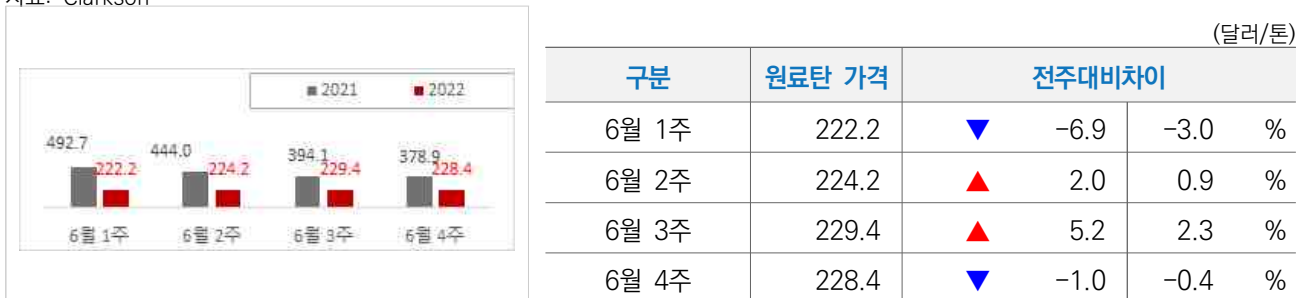 자료: Clarkson
2021 2022
492.7 444.0 394.1 378.9
222.2 224.2 229.4 228.4
6월 1주 6월 2주 6월 3주 6월 4주
(달러/톤)
구분 원료탄 가격 전주대비차이
6월 1주 222.2 ▼ -6.9 -3.0 %
6월 2주 224.2 ▲ 2.0 0.9 %
6월 3주 229.4 ▲ 5.2 2.3 %
6월 4주 228.4 ▼ -1.0 -0.4 %